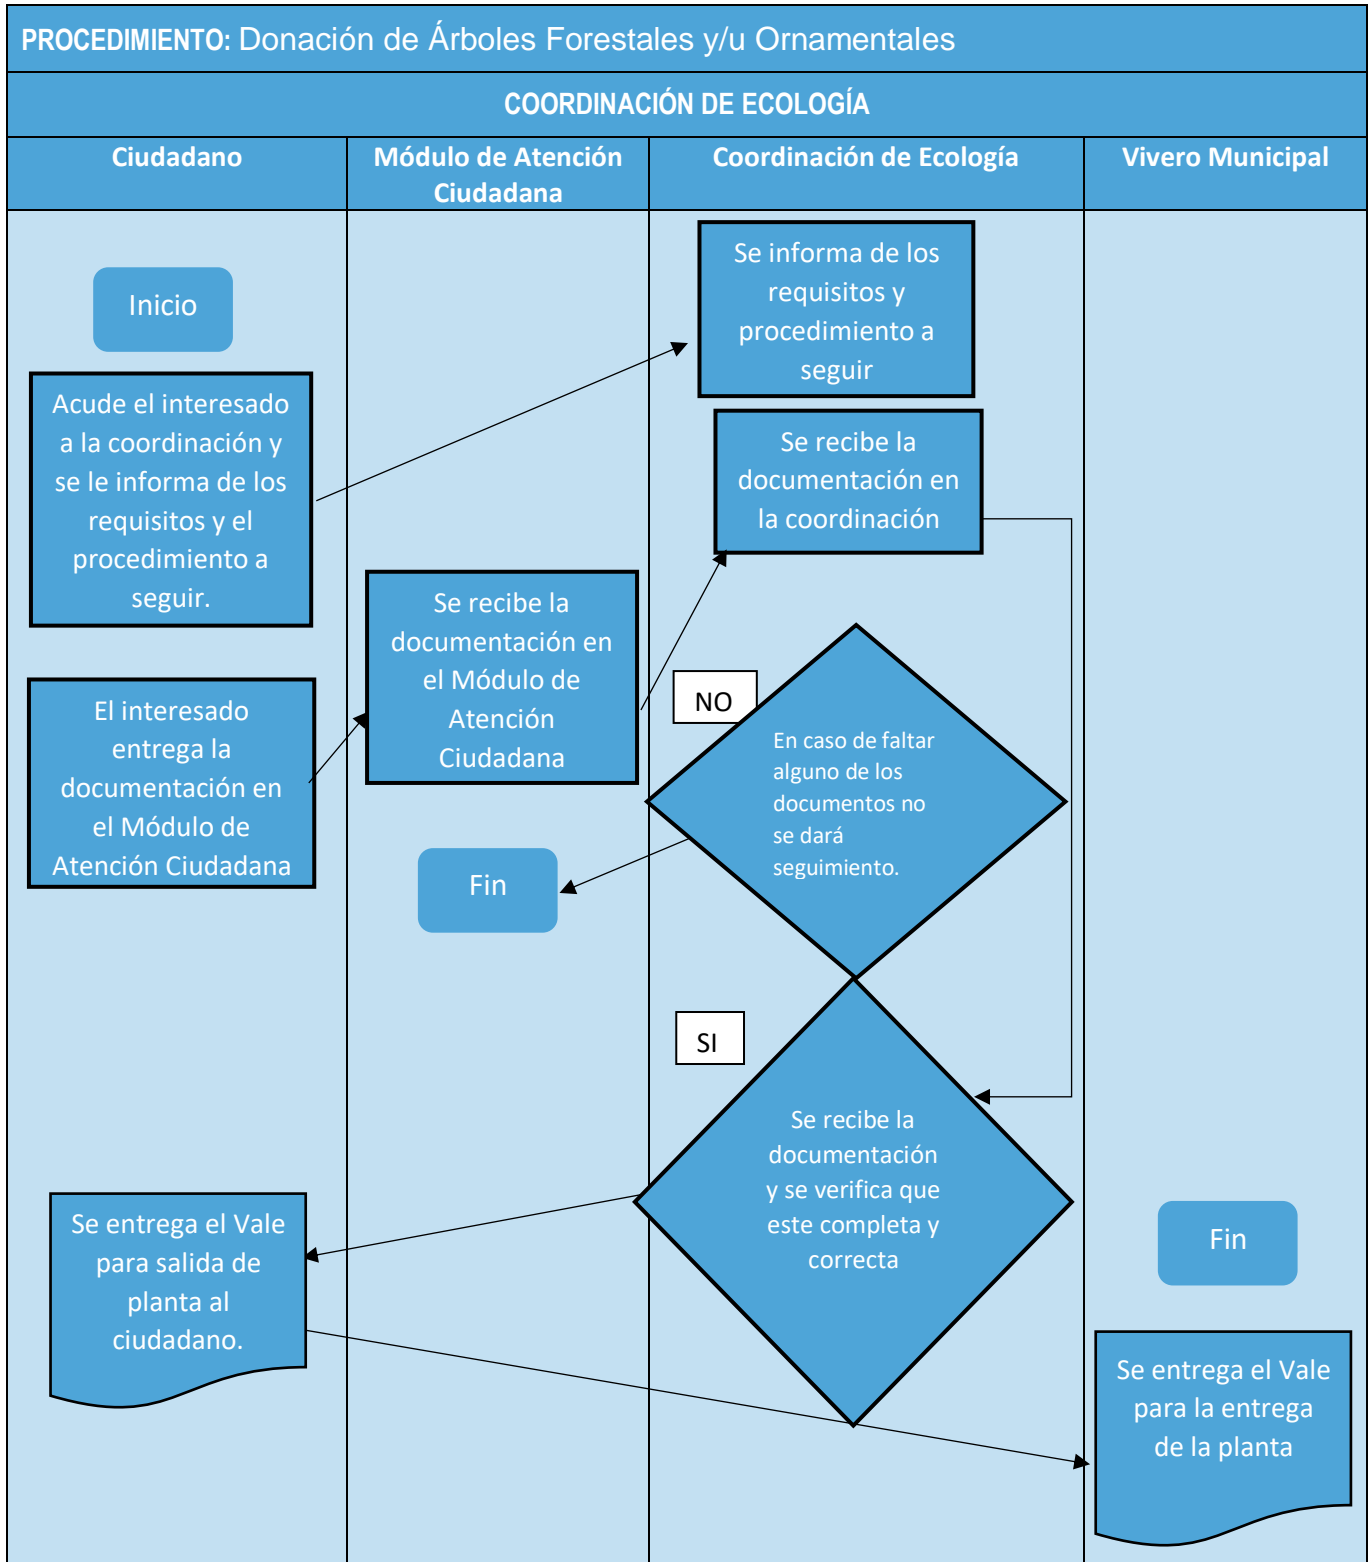 PROCEDIMIENTO: Donación de Árboles Forestales y/u Ornamentales
COORDINACIÓN DE ECOLOGÍA
Ciudadano
Módulo de Atención
Ciudadana
Coordinación de Ecología
Vivero Municipal
Inicio
Acude el interesado
a la coordinación y
se le informa de los
requisitos y el
procedimiento a
seguir.
Se informa de los
requisitos y
procedimiento a
seguir
El interesado
entrega la
documentación en
el Módulo de
Atención Ciudadana
Se recibe la
documentación en
el Módulo de
Atención
Ciudadana
Se recibe la
documentación en
la coordinación
NO
En caso de faltar
alguno de los
documentos no
se dará
seguimiento.
Fin
SI
Se recibe la
documentación
y se verifica que
este completa y
correcta
Se entrega el Vale
para salida de
planta al
ciudadano.
Fin
Se entrega el Vale
para la entrega
de la planta